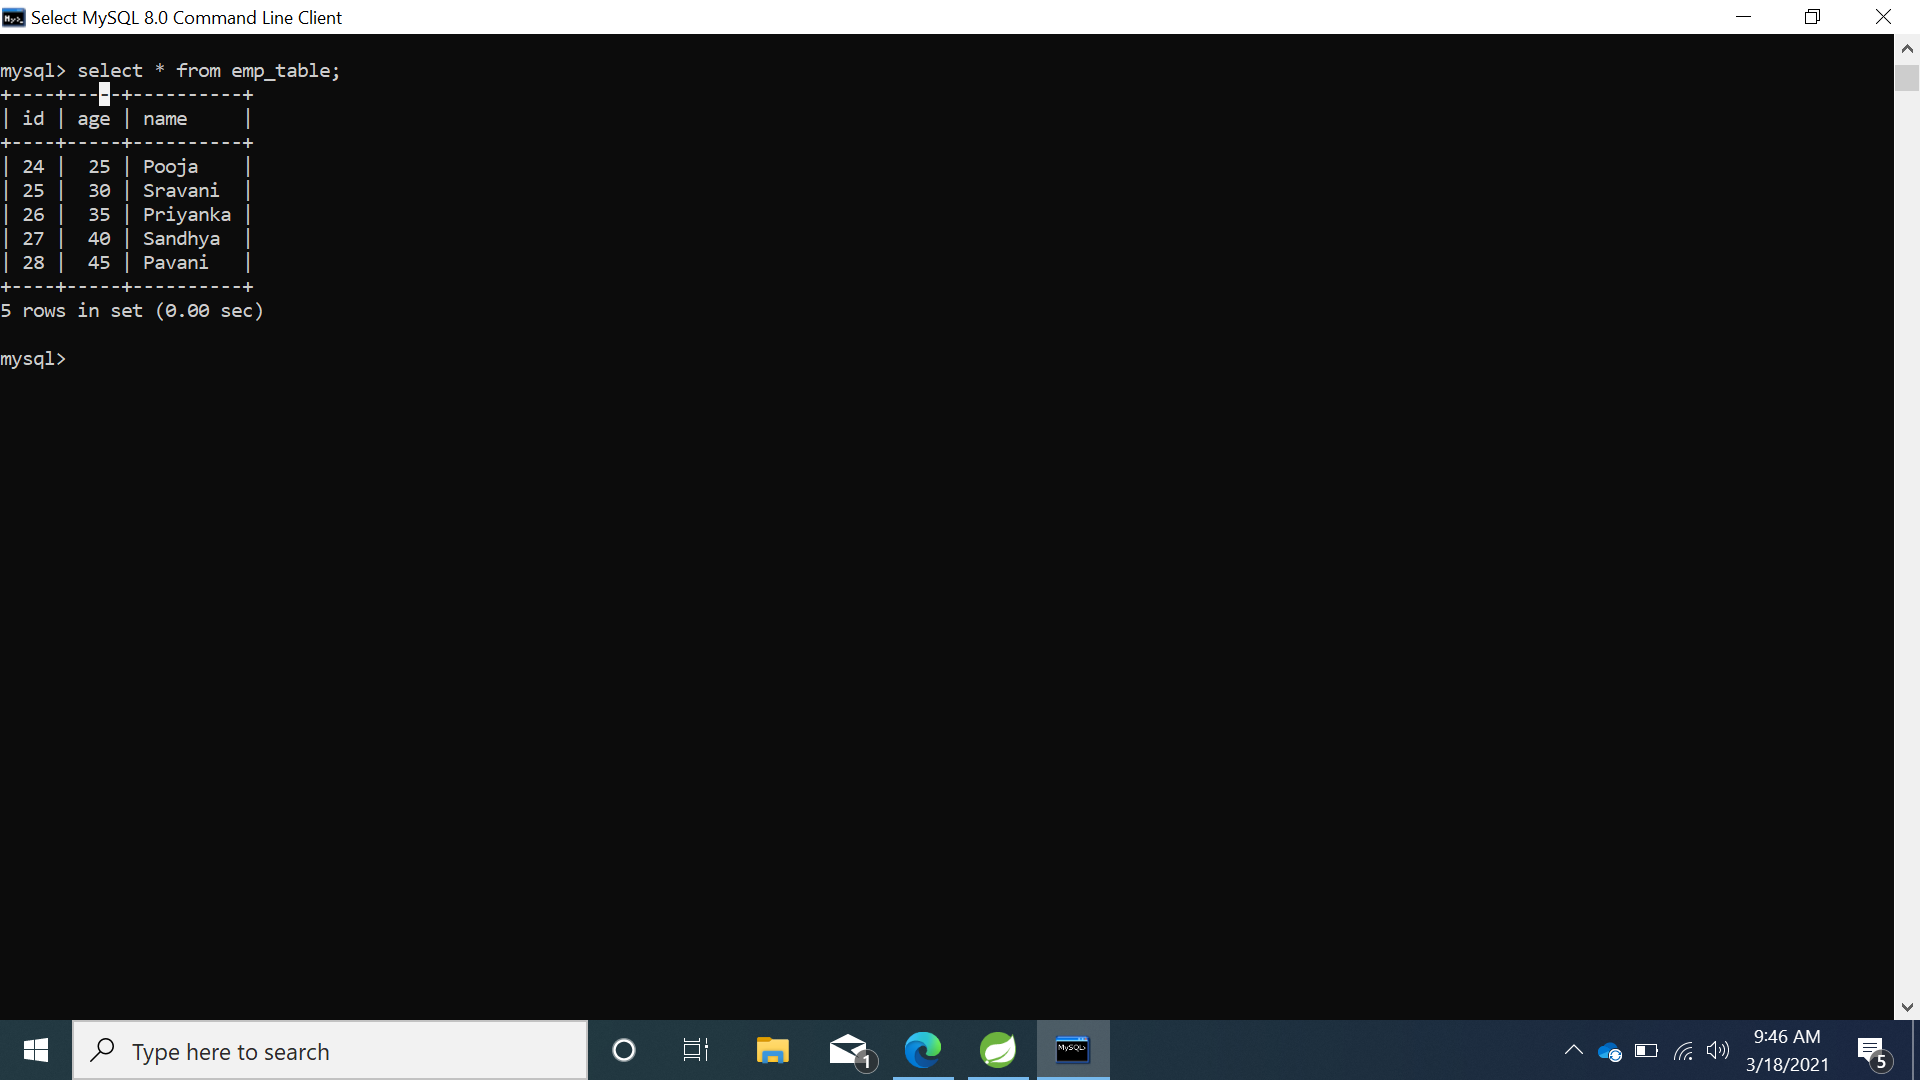 Select MySQL 8.0 Command Line Client
mysql> select * from emp_table;
+----+-----+----------+
| id | age | name     |
+----+-----+----------+
| 24 |  25 | Pooja    |
| 25 |  30 | Sravani  |
| 26 |  35 | Priyanka |
| 27 |  40 | Sandhya  |
| 28 |  45 | Pavani   |
+----+-----+----------+
5 rows in set (0.00 sec)
mysql>
Type here to search
1
MySQL>
9:46 AM
3/18/2021
5